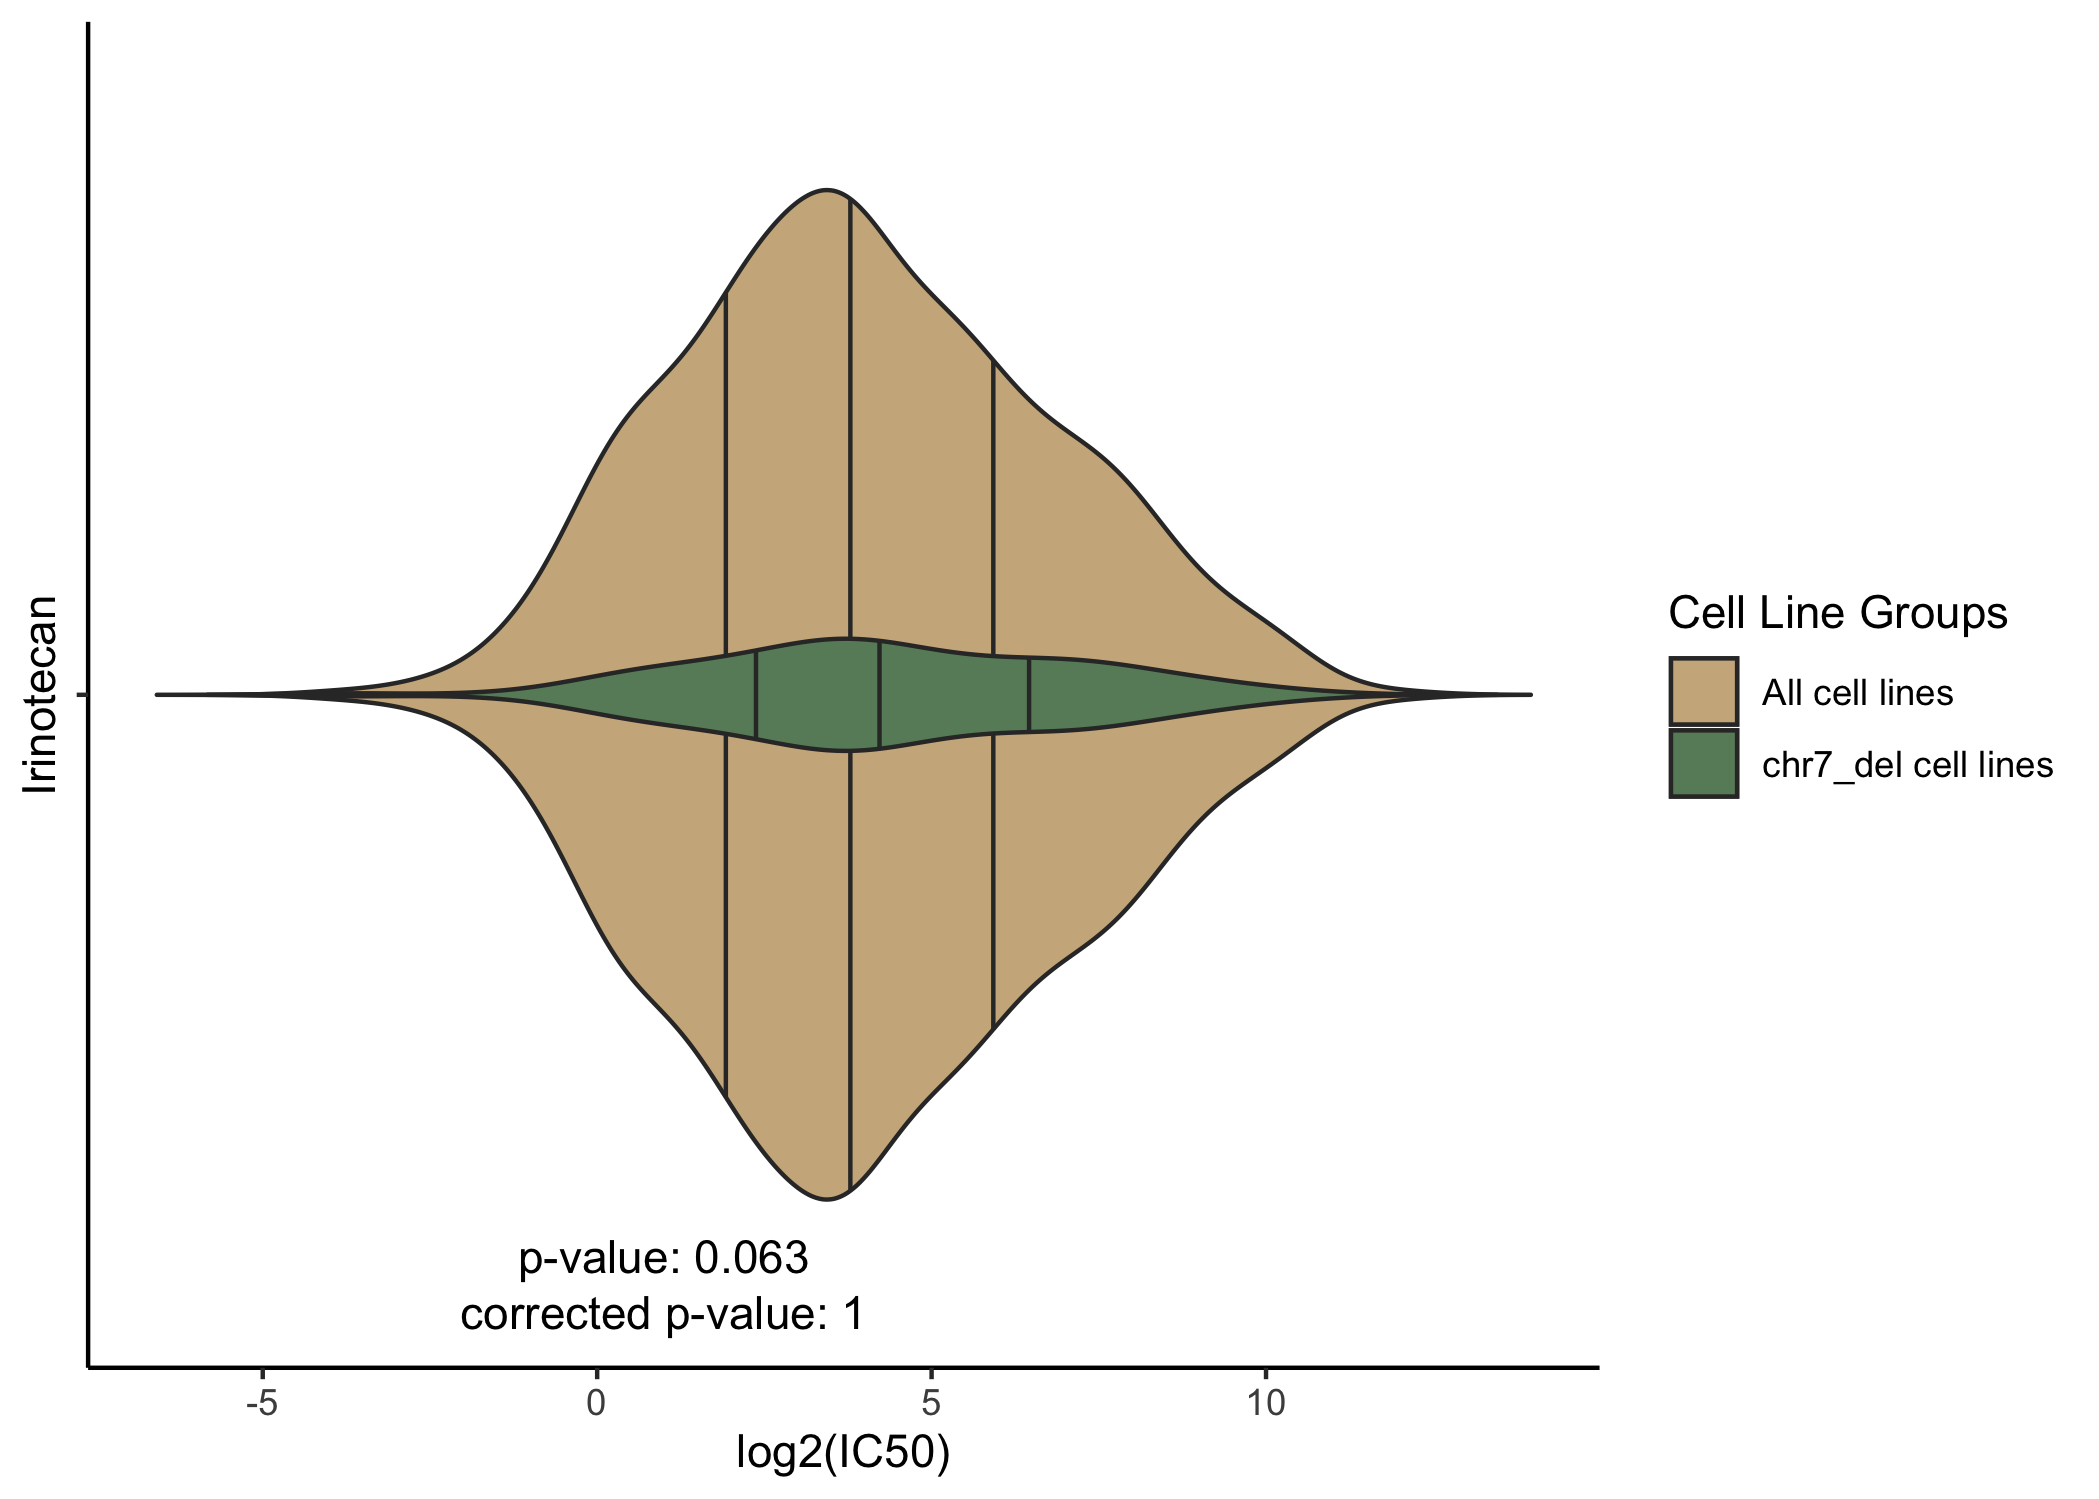 Irinotecan
p-value: 0.063
corrected p-value: 1
-5
0
5
10
log2(IC50)
Cell Line Groups
All cell lines
chr7_del cell lines